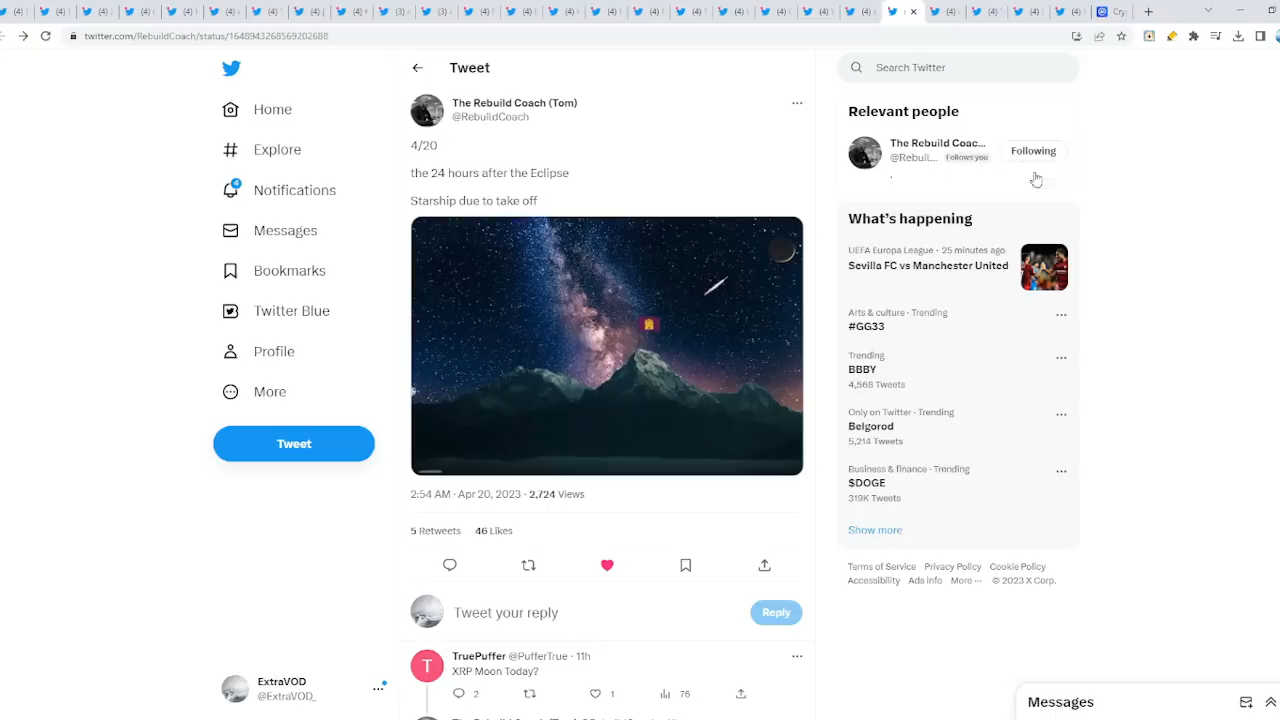 twitter.com/RebuildCoach/status/1648943268569202688
Home
Explore
4
Notifications
Messages
Bookmarks
Twitter Blue
Profile
More
Tweet
ExtraVOD
@ExtraVOD_
Tweet
The Rebuild Coach (Tom)
@RebuildCoach
4/20
the 24 hours after the Eclipse
Starship due to take off
2:54 AM · Apr 20, 2023 · 2,724 Views
5 Retweets 46 Likes
Tweet your reply
Reply
T
TruePuffer @PufferTrue · 11h
XRP Moon Today?
2 1 76
Search Twitter
Relevant people
The Rebuild Coac...
@Rebuil... Follows you
Following
What's happening
UEFA Europa League · 25 minutes ago
Sevilla FC vs Manchester United
Arts & culture · Trending
#GG33
Trending
BBBY
4,568 Tweets
Only on Twitter · Trending
Belgorod
5,214 Tweets
Business & finance · Trending
$DOGE
319K Tweets
Show more
Terms of Service Privacy Policy Cookie Policy
Accessibility Ads info More ··· © 2023 X Corp.
Messages